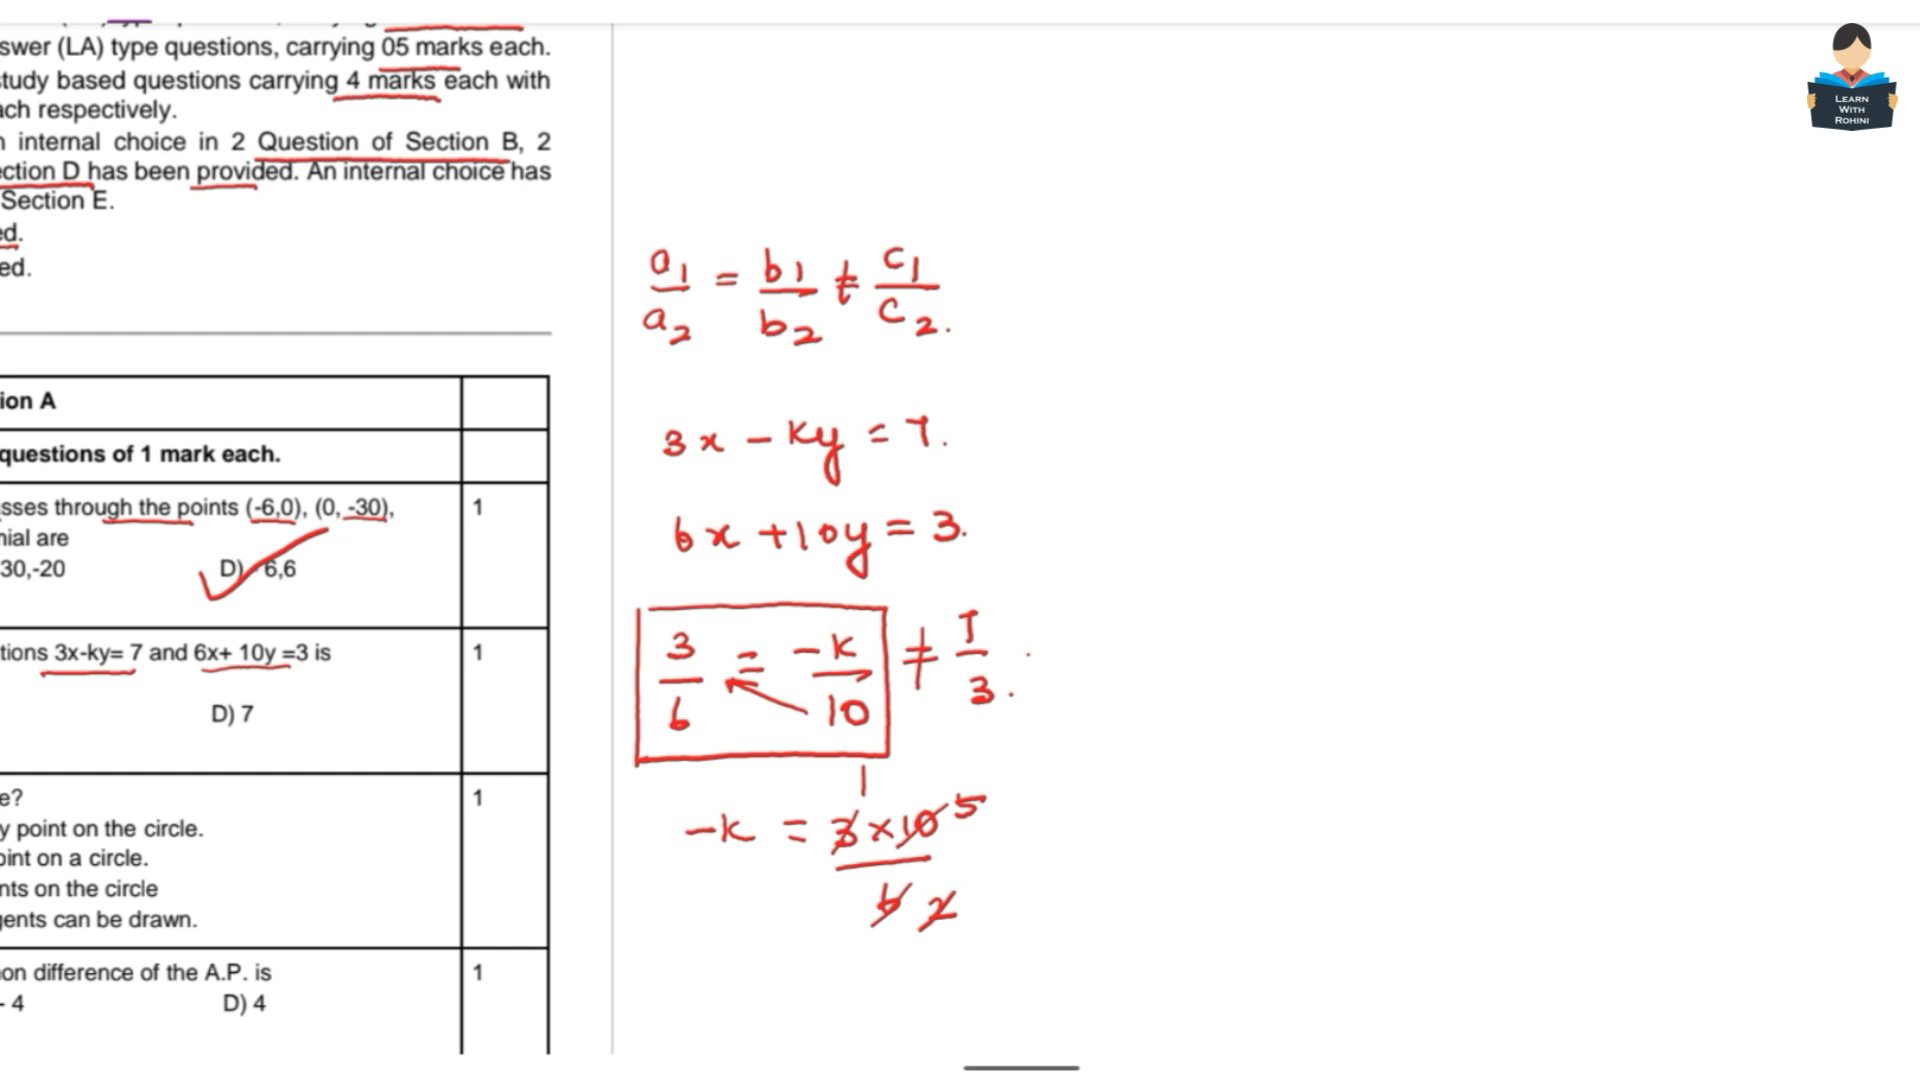 swer (LA) type questions, carrying 05 marks each.
study based questions carrying 4 marks each with
ach respectively.
internal choice in 2 Question of Section B, 2
ection D has been provided. An internal choice has
Section E.
ed.
ed.
ion A
questions of 1 mark each.
sses through the points (-6,0), (0, -30), 1
nial are
30,-20 D) - 6,6
tions 3x-ky= 7 and 6x+ 10y =3 is 1
D) 7
e? 1
y point on the circle.
oint on a circle.
nts on the circle
gents can be drawn.
on difference of the A.P. is 1
- 4 D) 4
a1/a2 = b1/b2 ≠ c1/c2.
3x - ky = 7.
6x + 10y = 3.
3/6 = -k/10 ≠ 7/3.
1
-k = 3 x 10 5
6 2
LEARN
WITH
ROHINI